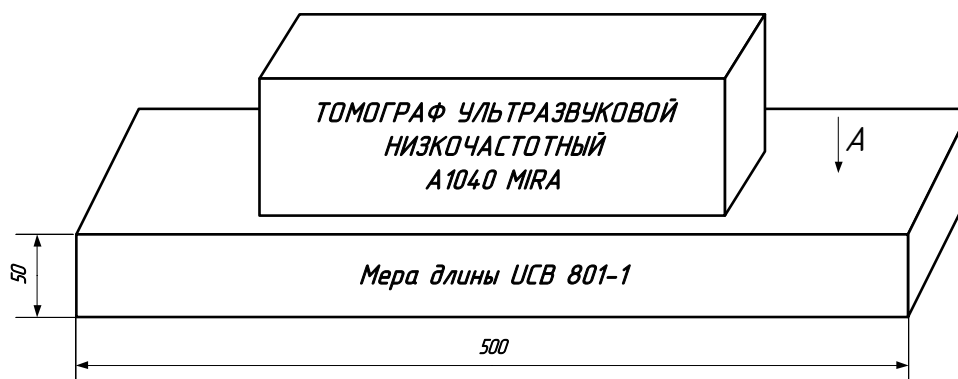 ТОМОГРАФ УЛЬТРАЗВУКОВОЙ
НИЗКОЧАСТОТНЫЙ
А1040 MIRA
А
50
Мера длины UCB 801-1
500